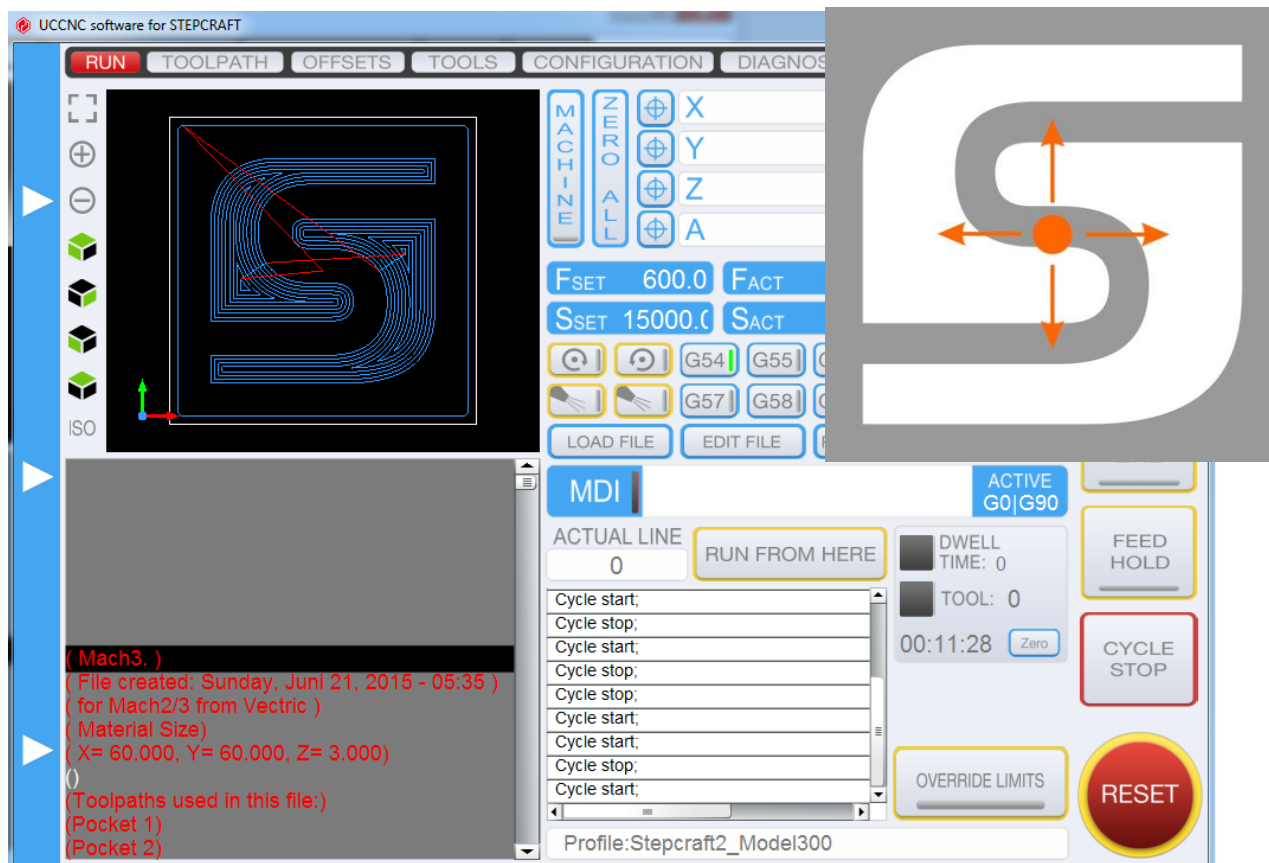 UCCNC software for STEPCRAFT
RUN TOOLPATH OFFSETS TOOLS CONFIGURATION DIAGNOS
MACHINE
ZERO ALL
X
Y
Z
A
FSET 600.0 FACT
SSET 15000.0 SACT
G54 G55
G57 G58
ISO
LOAD FILE EDIT FILE
MDI
ACTIVE
G0|G90
ACTUAL LINE
0
RUN FROM HERE
DWELL
TIME: 0
TOOL: 0
00:11:28 Zero
FEED
HOLD
CYCLE
STOP
Cycle start;
Cycle stop;
Cycle start;
Cycle stop;
Cycle stop;
Cycle start;
Cycle start;
Cycle stop;
Cycle start;
OVERRIDE LIMITS
RESET
Profile:Stepcraft2_Model300
( Mach3. )
( File created: Sunday, Juni 21, 2015 - 05:35 )
( for Mach2/3 from Vectric )
( Material Size)
( X= 60.000, Y= 60.000, Z= 3.000)
()
(Toolpaths used in this file:)
(Pocket 1)
(Pocket 2)